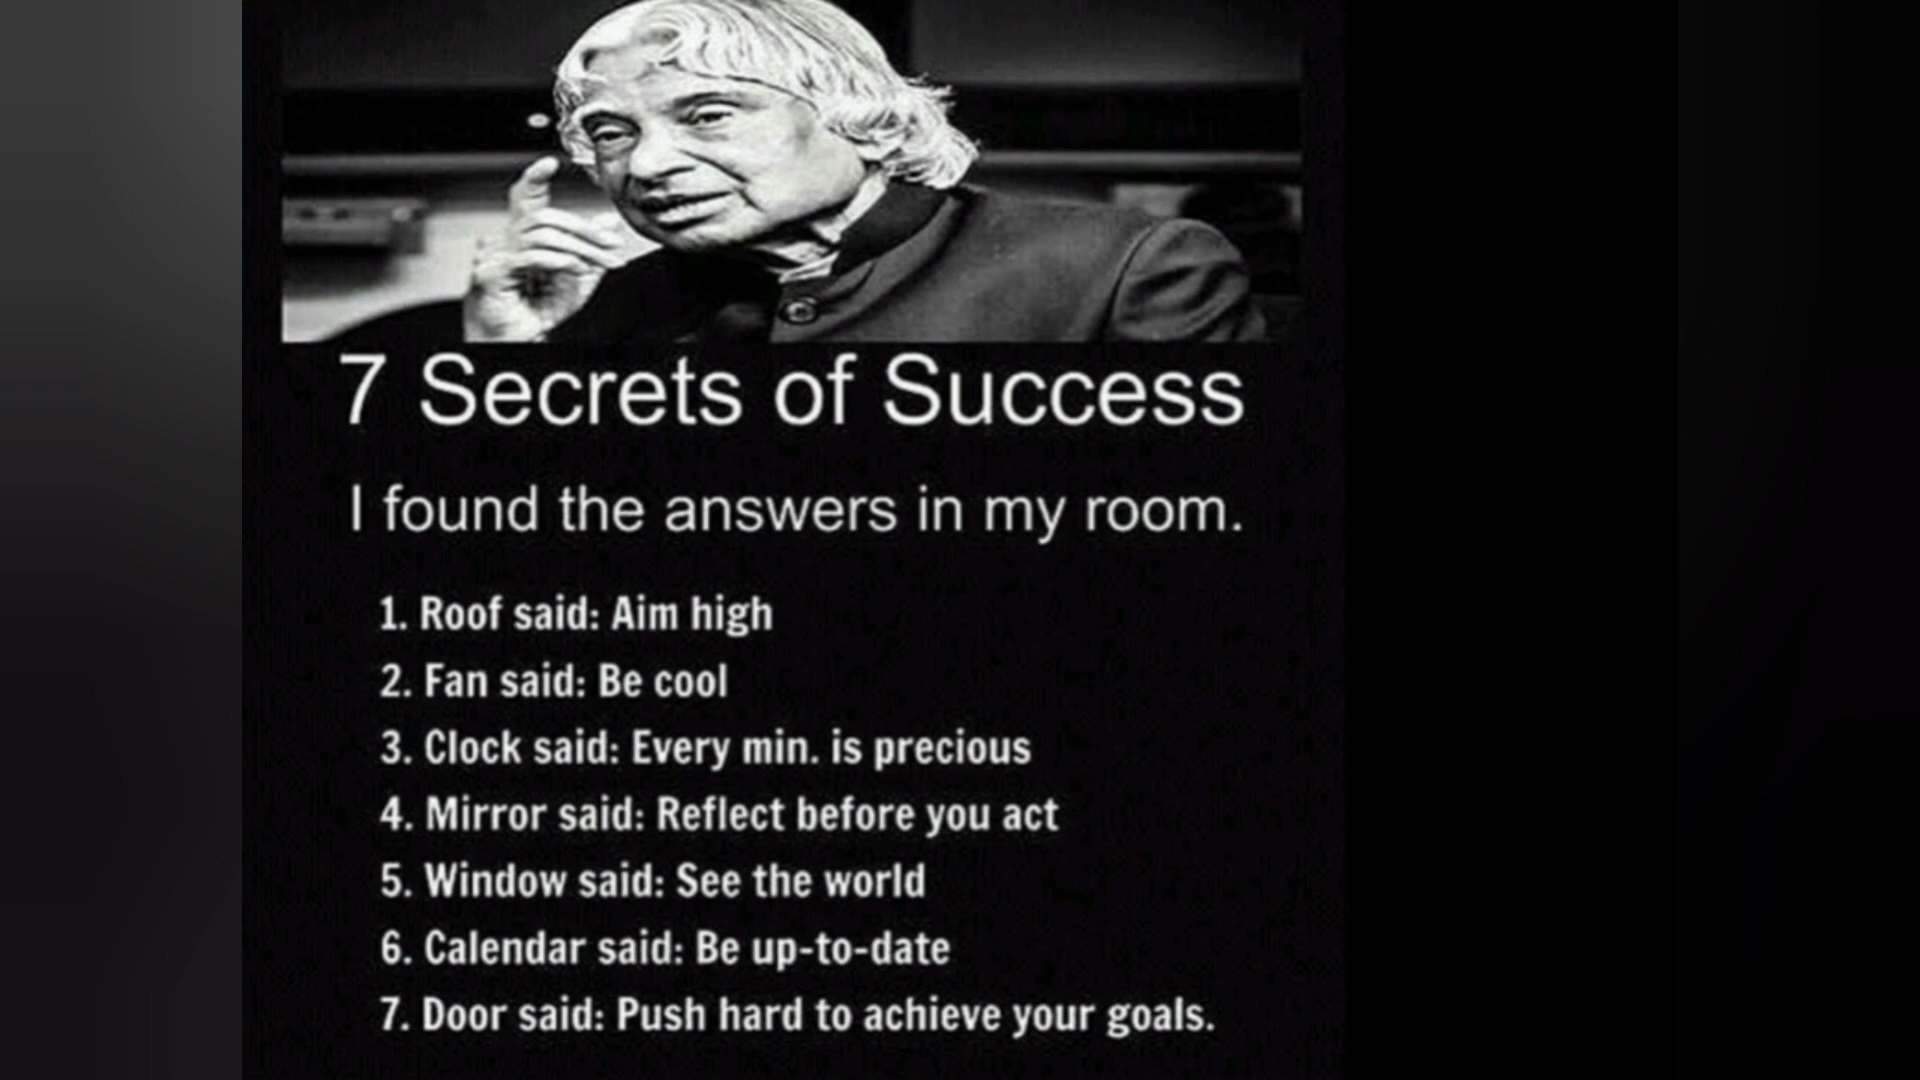 7 Secrets of Success
I found the answers in my room.
1. Roof said: Aim high
2. Fan said: Be cool
3. Clock said: Every min. is precious
4. Mirror said: Reflect before you act
5. Window said: See the world
6. Calendar said: Be up-to-date
7. Door said: Push hard to achieve your goals.